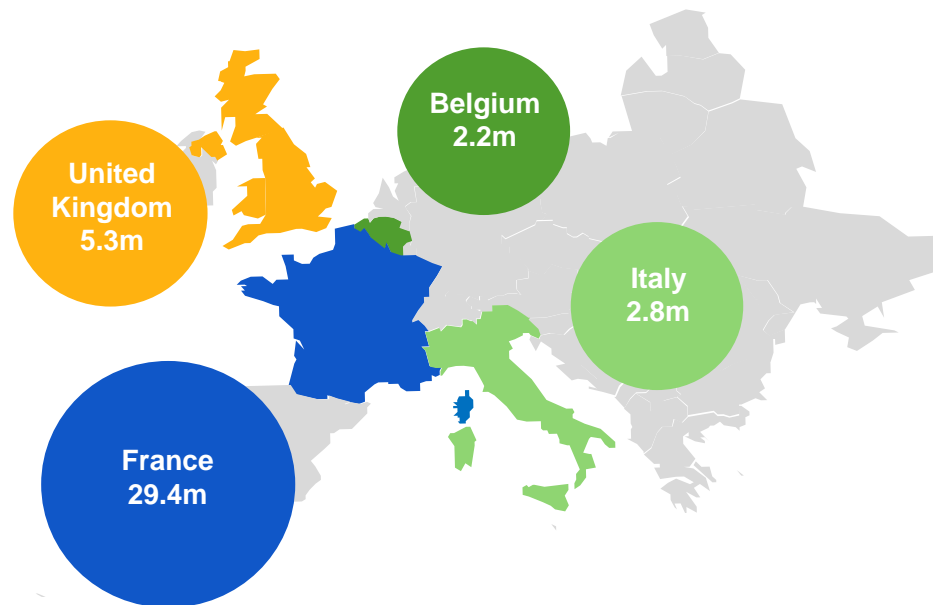 Belgium
2.2m
United
Kingdom
5.3m
Italy
2.8m
France
29.4m